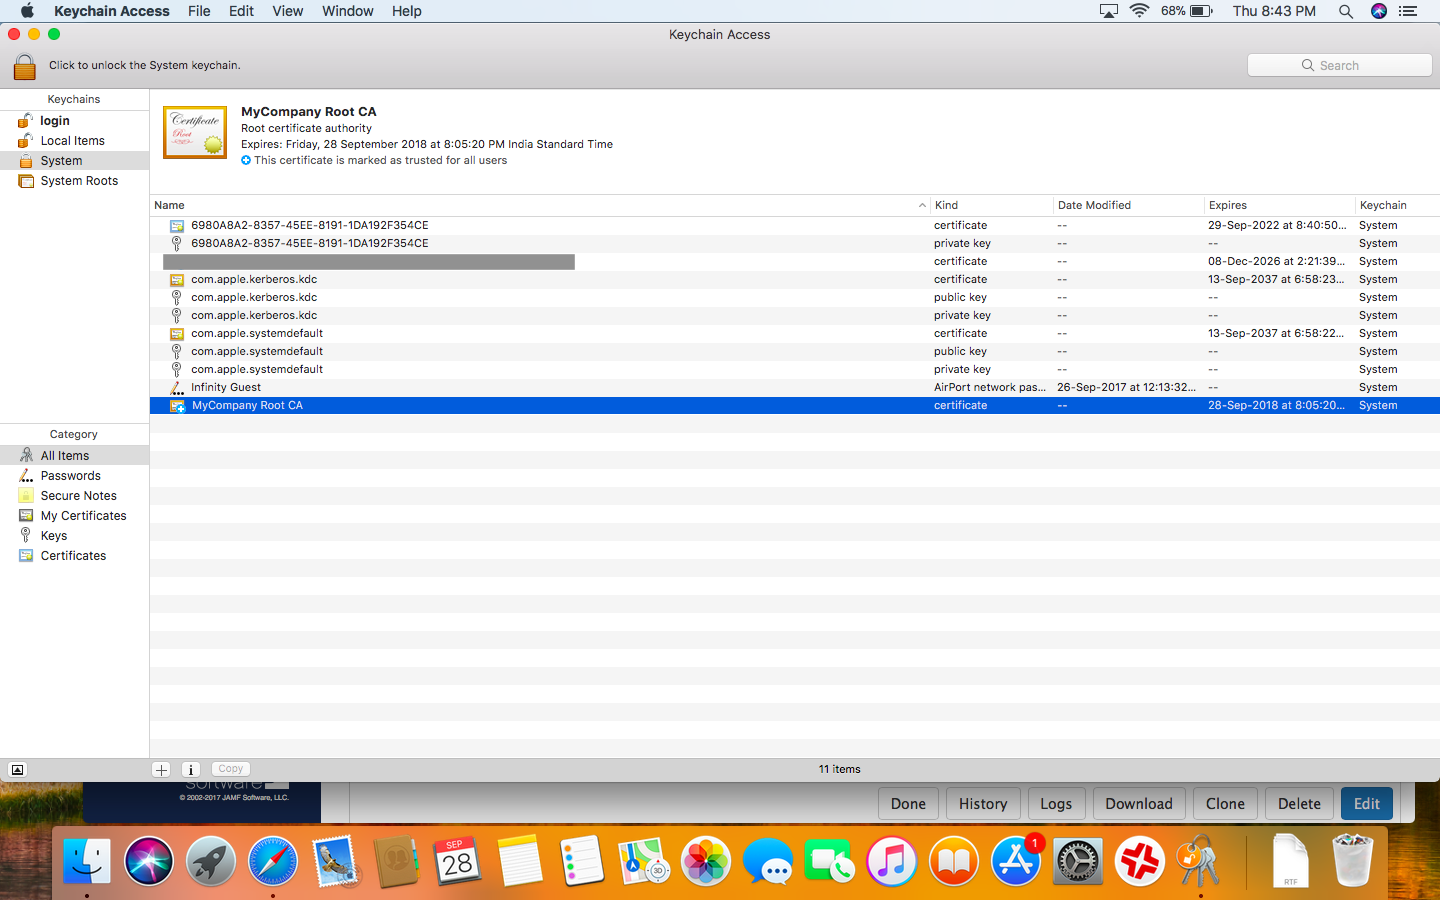 Keychain Access File Edit View Window Help 68% Thu 8:43 PM
Keychain Access
Click to unlock the System keychain.
Search
Keychains
login
Local Items
System
System Roots
Certificate
Root
MyCompany Root CA
Root certificate authority
Expires: Friday, 28 September 2018 at 8:05:20 PM India Standard Time
This certificate is marked as trusted for all users
Name Kind Date Modified Expires Keychain
6980A8A2-8357-45EE-8191-1DA192F354CE certificate -- 29-Sep-2022 at 8:40:50... System
6980A8A2-8357-45EE-8191-1DA192F354CE private key -- -- System
certificate -- 08-Dec-2026 at 2:21:39... System
com.apple.kerberos.kdc certificate -- 13-Sep-2037 at 6:58:23... System
com.apple.kerberos.kdc public key -- -- System
com.apple.kerberos.kdc private key -- -- System
com.apple.systemdefault certificate -- 13-Sep-2037 at 6:58:22... System
com.apple.systemdefault public key -- -- System
com.apple.systemdefault private key -- -- System
Infinity Guest AirPort network pas... 26-Sep-2017 at 12:13:32... -- System
MyCompany Root CA certificate -- 28-Sep-2018 at 8:05:20... System
Category
All Items
Passwords
Secure Notes
My Certificates
Keys
Certificates
Copy
11 items
software
© 2002-2017 JAMF Software, LLC.
Done History Logs Download Clone Delete Edit
SEP
28
3D
1
RTF